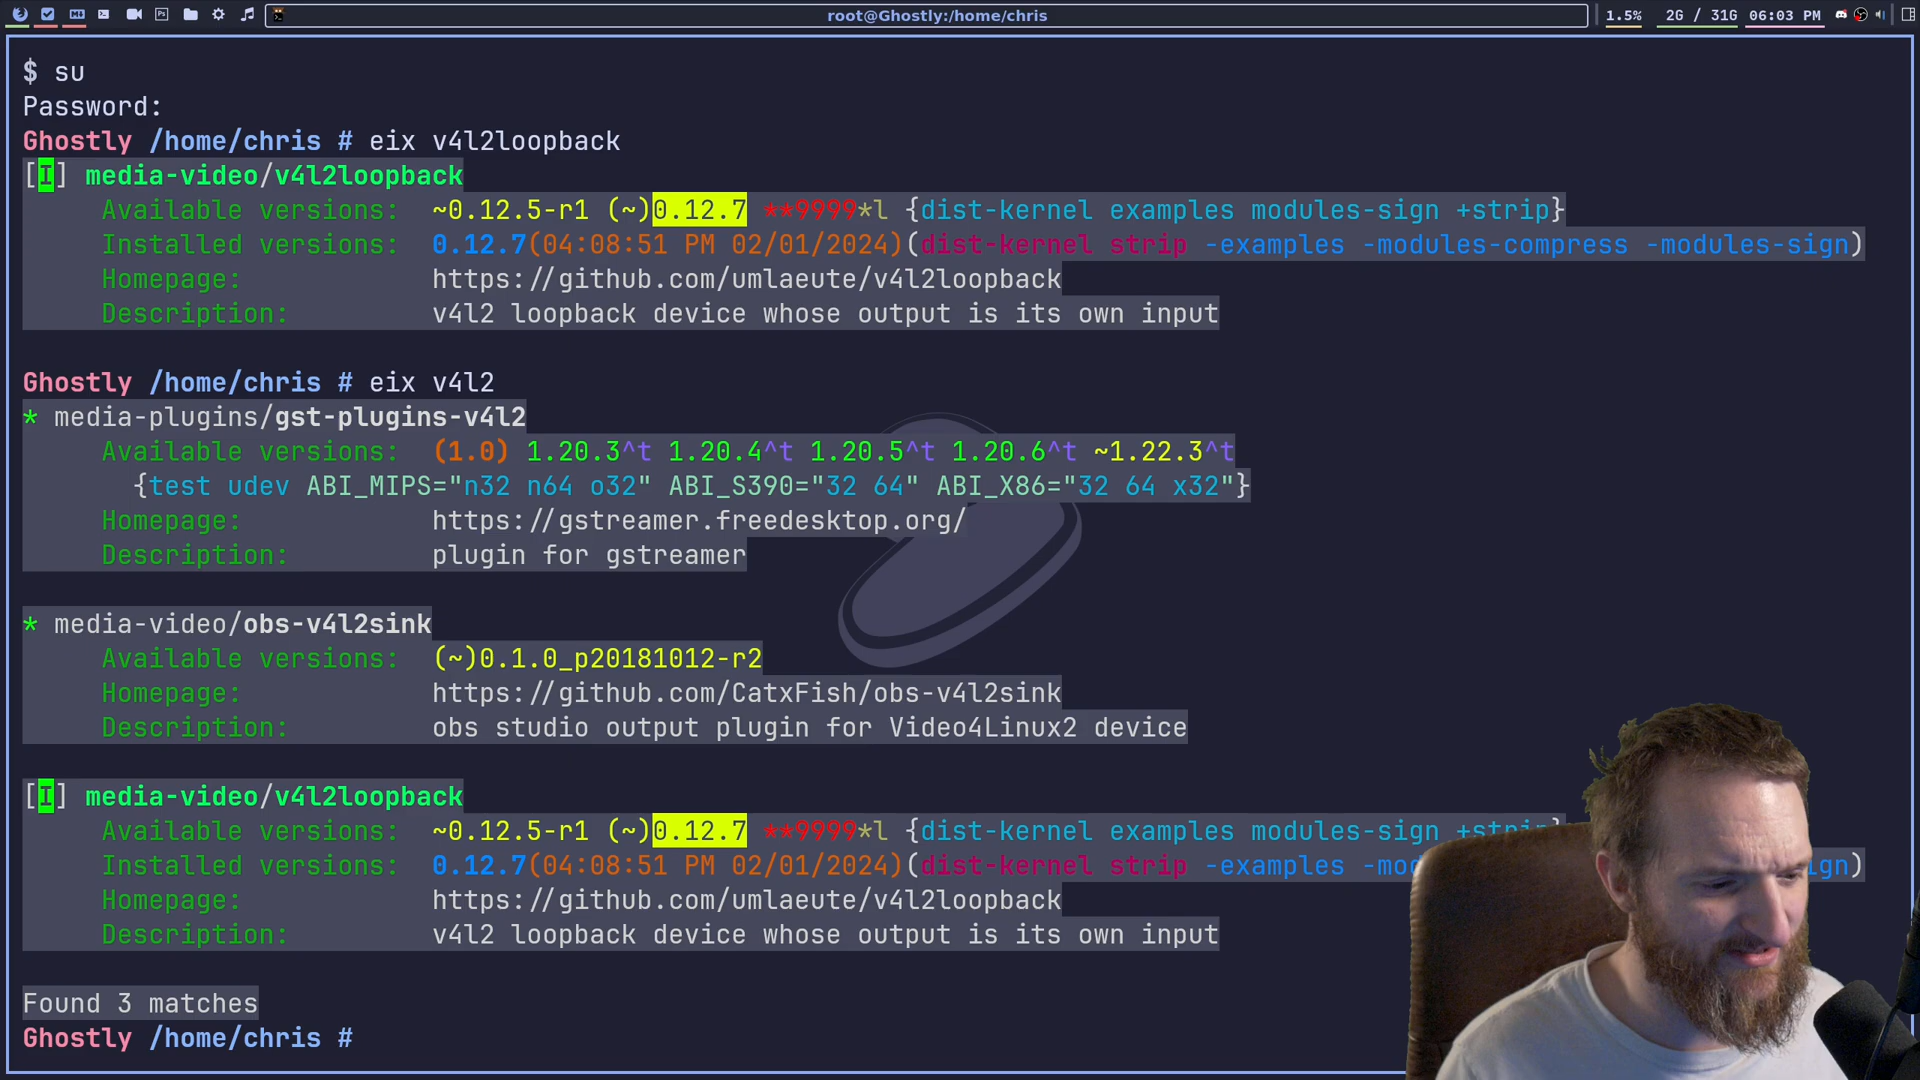 root@Ghostly:/home/chris
1.5%
2G / 31G
06:03 PM
$ su
Password:
Ghostly /home/chris # eix v4l2loopback
[I] media-video/v4l2loopback
Available versions: ~0.12.5-r1 (~)0.12.7 **9999*l {dist-kernel examples modules-sign +strip}
Installed versions: 0.12.7(04:08:51 PM 02/01/2024)(dist-kernel strip -examples -modules-compress -modules-sign)
Homepage: https://github.com/umlaeute/v4l2loopback
Description: v4l2 loopback device whose output is its own input
Ghostly /home/chris # eix v4l2
* media-plugins/gst-plugins-v4l2
Available versions: (1.0) 1.20.3^t 1.20.4^t 1.20.5^t 1.20.6^t ~1.22.3^t
{test udev ABI_MIPS="n32 n64 o32" ABI_S390="32 64" ABI_X86="32 64 x32"}
Homepage: https://gstreamer.freedesktop.org/
Description: plugin for gstreamer
* media-video/obs-v4l2sink
Available versions: (~)0.1.0_p20181012-r2
Homepage: https://github.com/CatxFish/obs-v4l2sink
Description: obs studio output plugin for Video4Linux2 device
[I] media-video/v4l2loopback
Available versions: ~0.12.5-r1 (~)0.12.7 **9999*l {dist-kernel examples modules-sign +strip}
Installed versions: 0.12.7(04:08:51 PM 02/01/2024)(dist-kernel strip -examples -mod ign)
Homepage: https://github.com/umlaeute/v4l2loopback
Description: v4l2 loopback device whose output is its own input
Found 3 matches
Ghostly /home/chris #